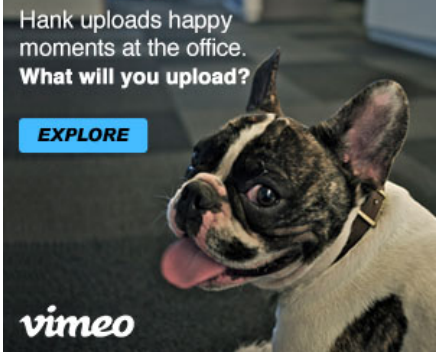 Hank uploads happy
moments at the office.
What will you upload?
EXPLORE
vimeo